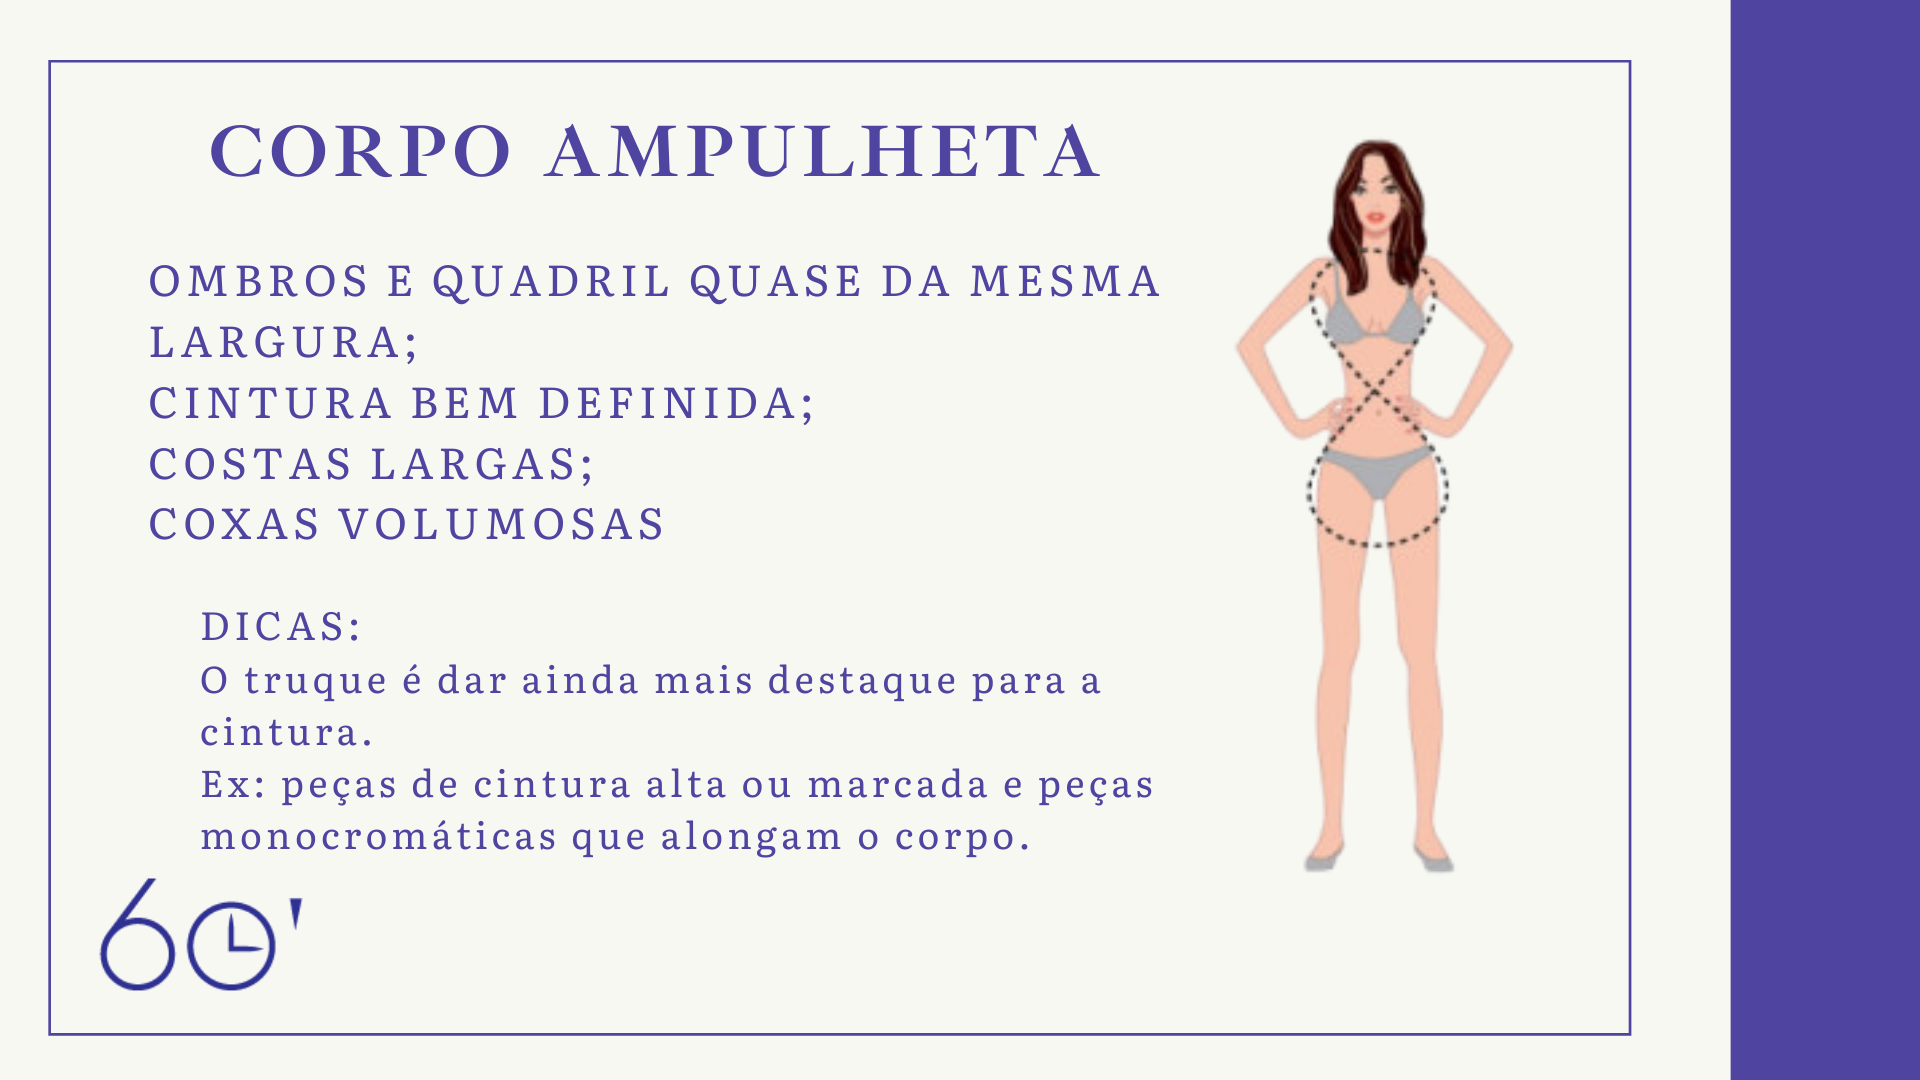 CORPO AMPULHETA
OMBROS E QUADRIL QUASE DA MESMA
LARGURA;
CINTURA BEM DEFINIDA;
COSTAS LARGAS;
COXAS VOLUMOSAS
DICAS:
O truque é dar ainda mais destaque para a
cintura.
Ex: peças de cintura alta ou marcada e peças
monocromáticas que alongam o corpo.
60'